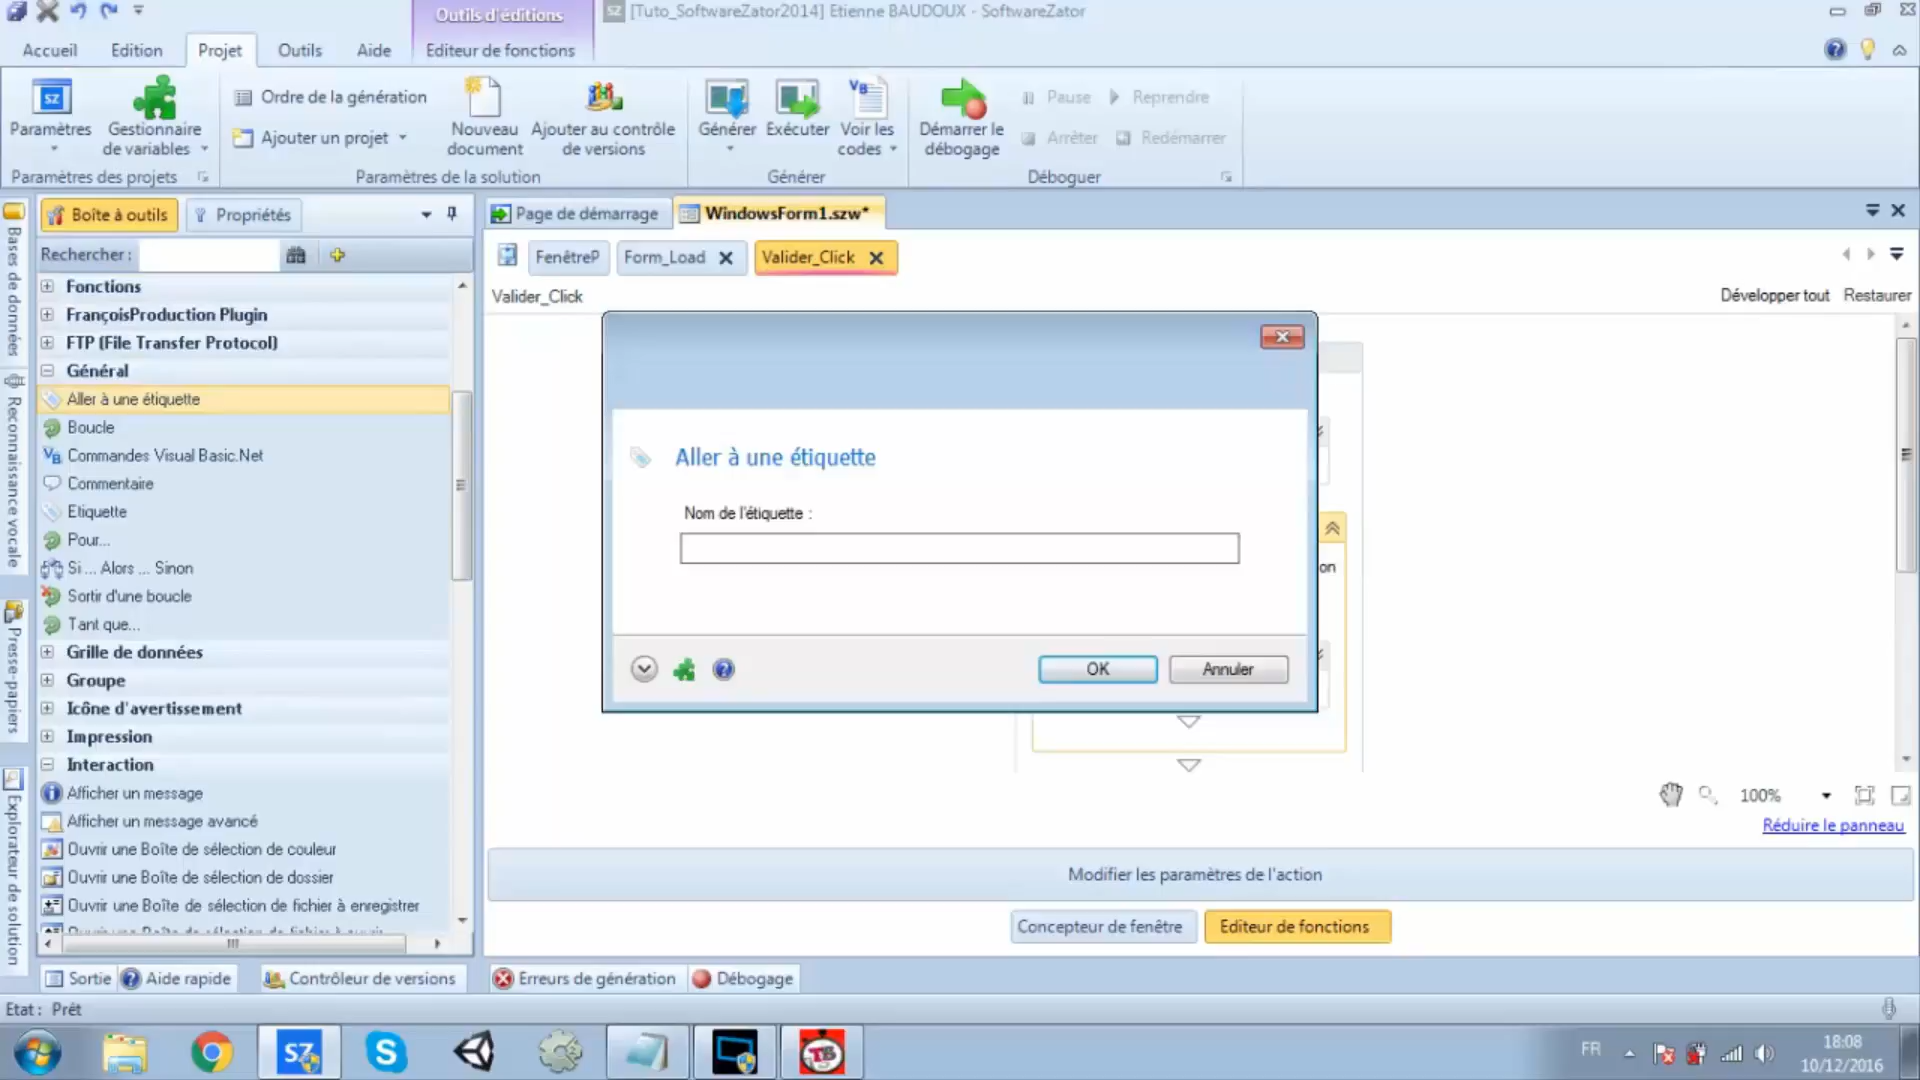 Outils d'éditions
[Tuto_SoftwareZator2014] Etienne BAUDOUX - SoftwareZator
Accueil Edition Projet Outils Aide Editeur de fonctions
Paramètres
Gestionnaire de variables
Ordre de la génération
Ajouter un projet
Nouveau document
Ajouter au contrôle de versions
Générer
Exécuter
Voir les codes
Démarrer le débogage
Pause Reprendre
Arrêter Redémarrer
Paramètres des projets
Paramètres de la solution
Générer
Déboguer
Bases de données
Reconnaissance vocale
Presse-papiers
Explorateur de solution
Boîte à outils Propriétés
Rechercher :
Fonctions
FrançoisProduction Plugin
FTP (File Transfer Protocol)
Général
Aller à une étiquette
Boucle
Commandes Visual Basic.Net
Commentaire
Etiquette
Pour...
Si ... Alors ... Sinon
Sortir d'une boucle
Tant que...
Grille de données
Groupe
Icône d'avertissement
Impression
Interaction
Afficher un message
Afficher un message avancé
Ouvrir une Boîte de sélection de couleur
Ouvrir une Boîte de sélection de dossier
Ouvrir une Boîte de sélection de fichier à enregistrer
Page de démarrage WindowsForm1.szw*
FenêtreP Form_Load Valider_Click
Valider_Click
Développer tout Restaurer
Aller à une étiquette
Nom de l'étiquette :
OK Annuler
on
100%
Réduire le panneau
Modifier les paramètres de l'action
Concepteur de fenêtre Editeur de fonctions
Sortie Aide rapide Contrôleur de versions Erreurs de génération Débogage
Etat : Prêt
FR
18:08
10/12/2016